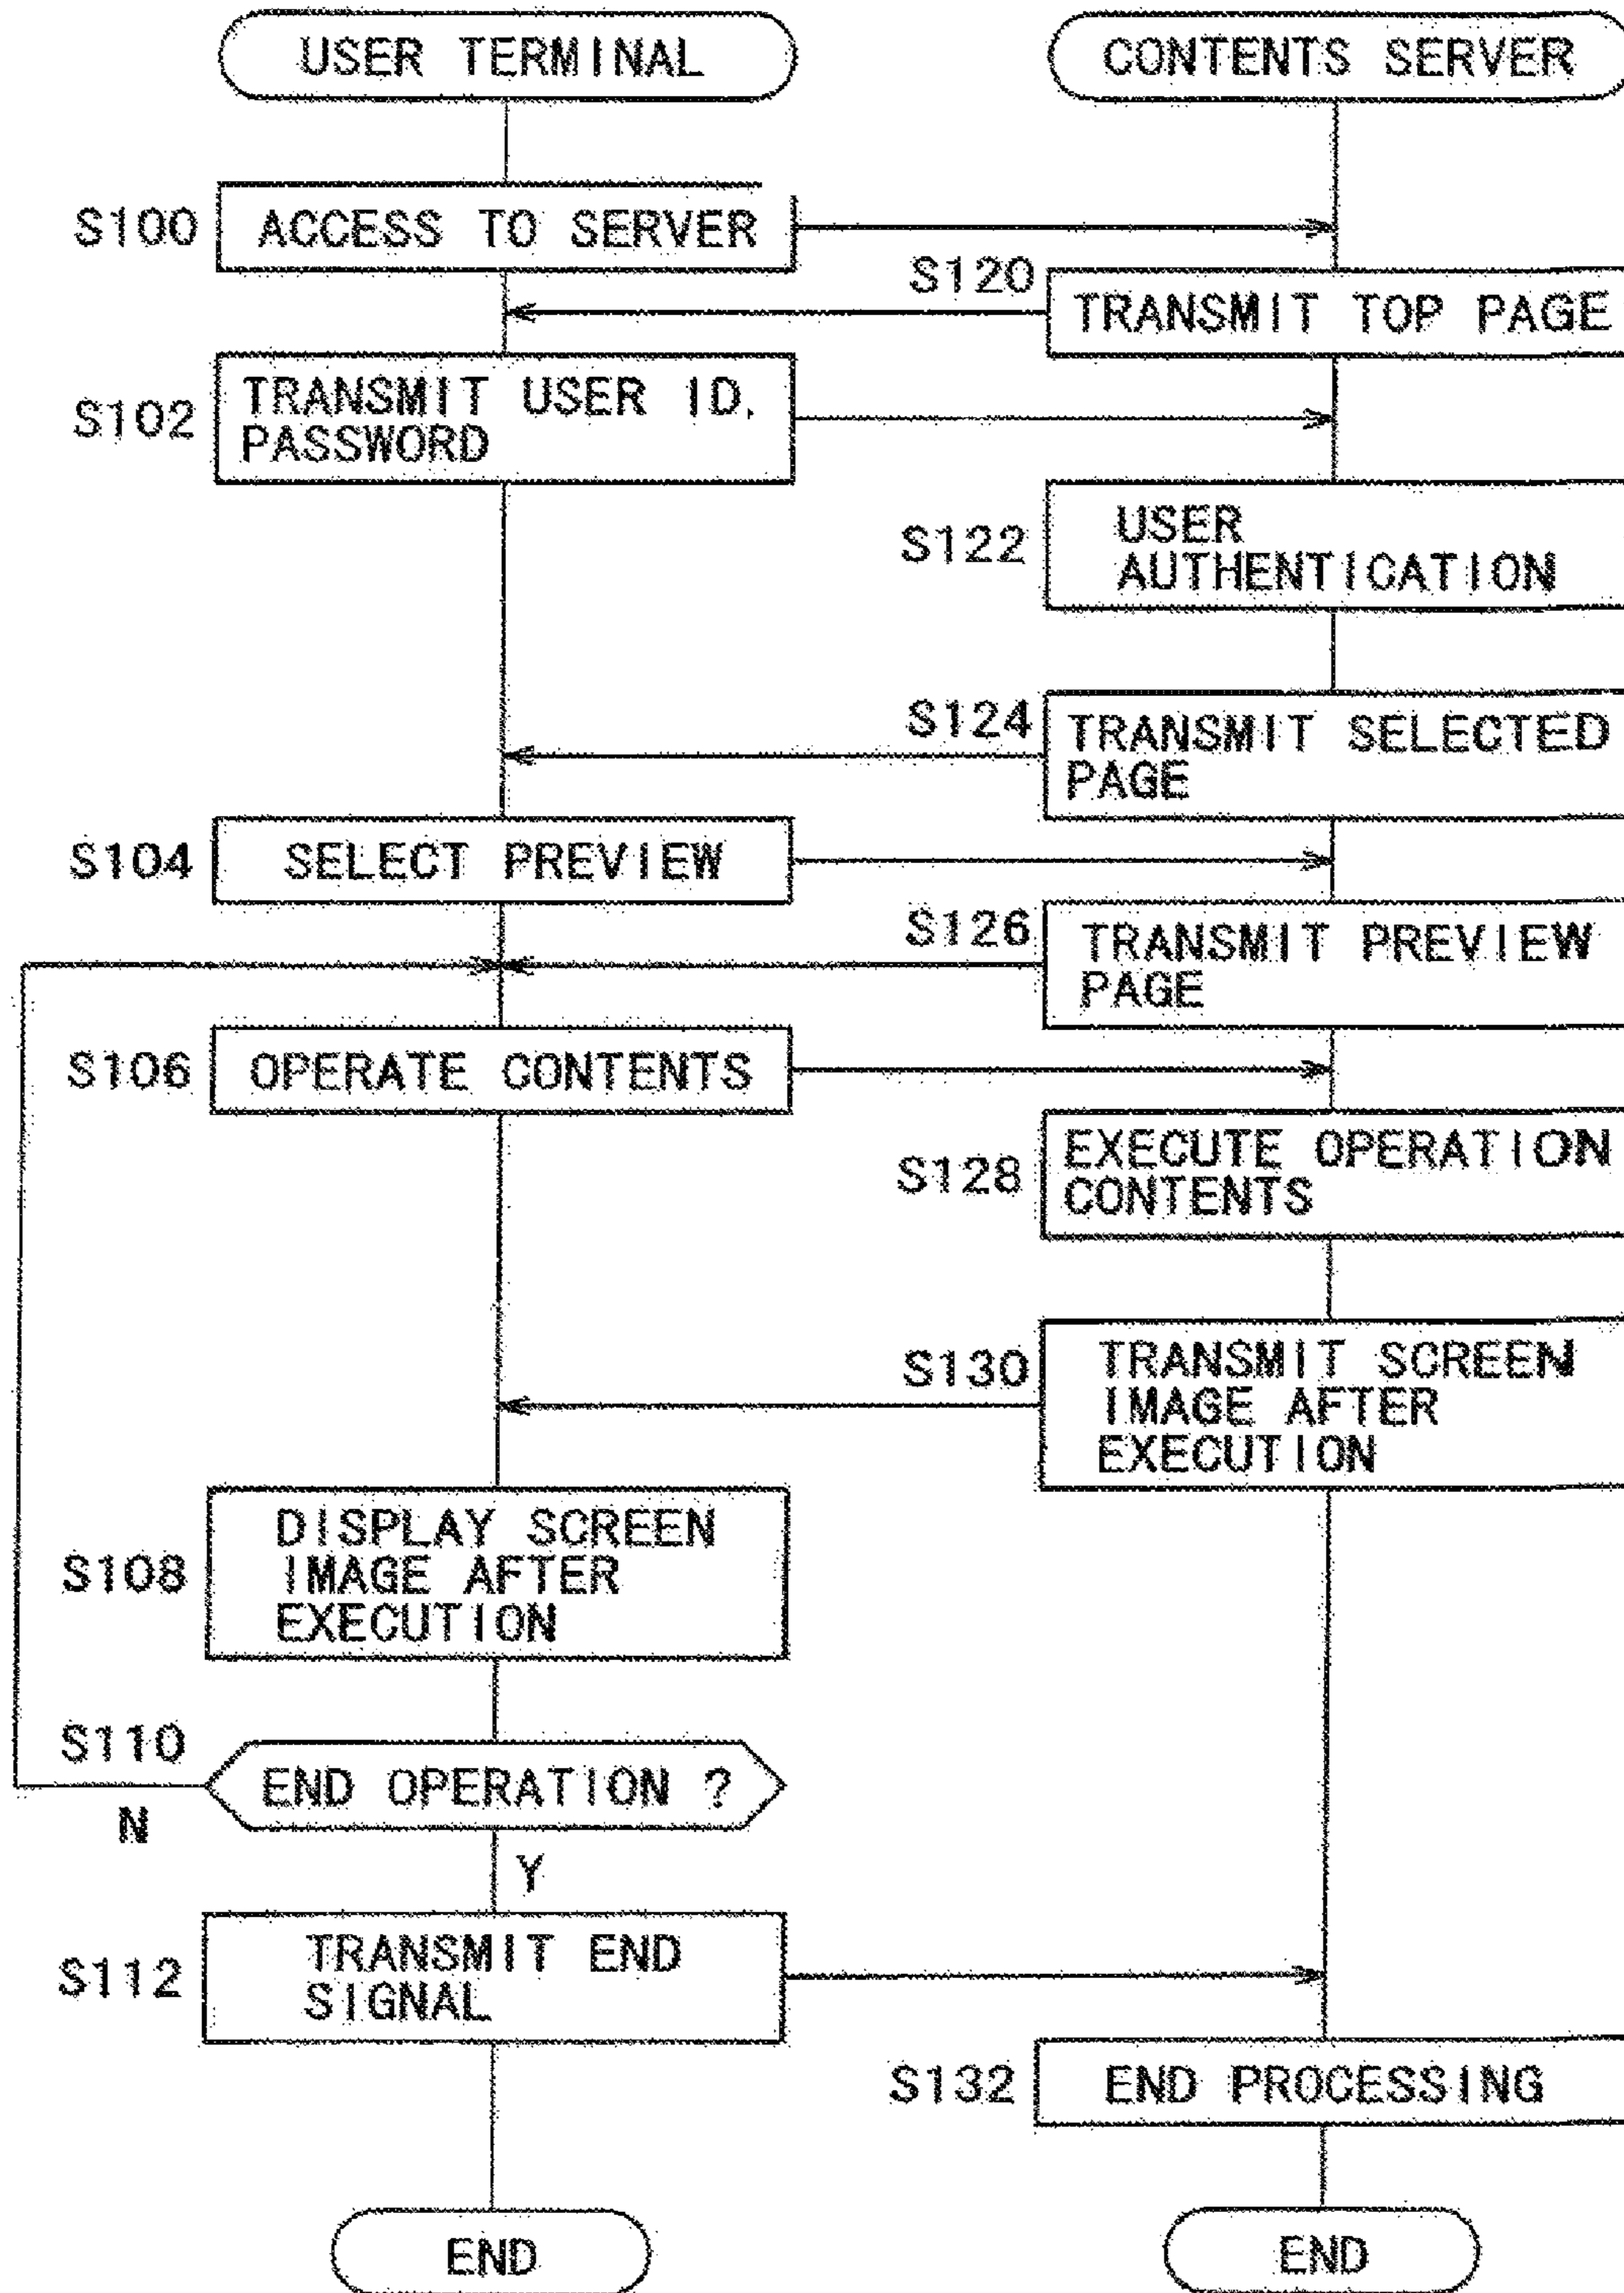 USER TERMINAL
CONTENTS SERVER
S100
ACCESS TO SERVER
S120
TRANSMIT TOP PAGE
S102
TRANSMIT USER ID,
PASSWORD
S122
USER
AUTHENTICATION
S124
TRANSMIT SELECTED
PAGE
S104
SELECT PREVIEW
S126
TRANSMIT PREVIEW
PAGE
S106
OPERATE CONTENTS
S128
EXECUTE OPERATION
CONTENTS
S130
TRANSMIT SCREEN
IMAGE AFTER
EXECUTION
S108
DISPLAY SCREEN
IMAGE AFTER
EXECUTION
S110
END OPERATION ?
N
Y
S112
TRANSMIT END
SIGNAL
S132
END PROCESSING
END
END